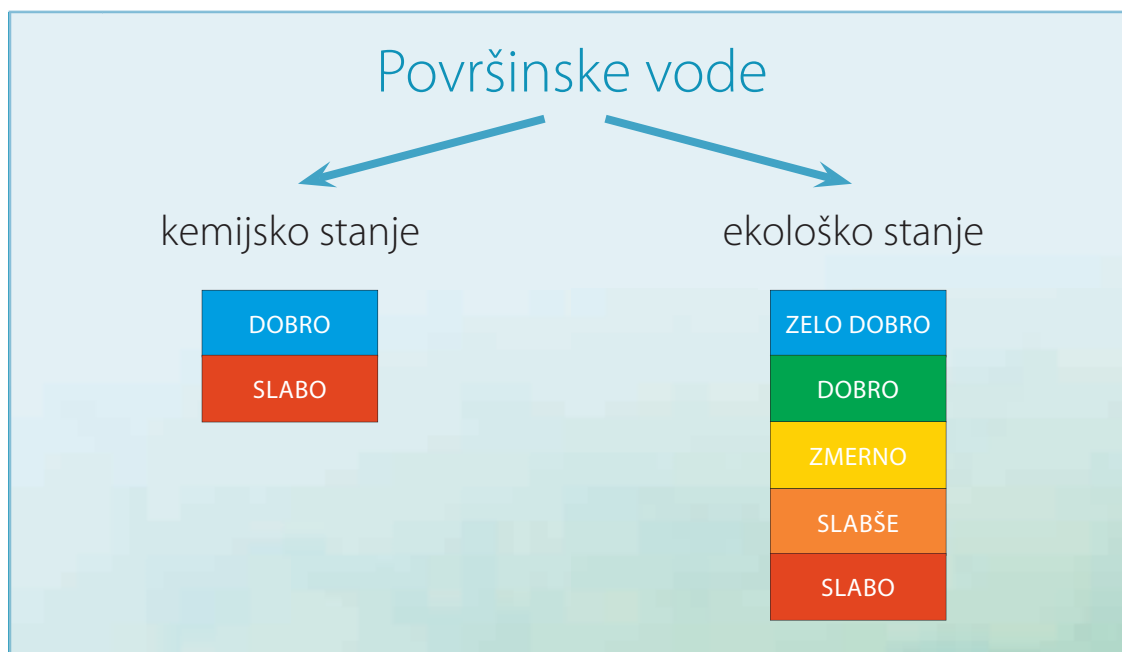 Površinske vode
kemijsko stanje
DOBRO
SLABO
ekološko stanje
ZELO DOBRO
DOBRO
ZMERNO
SLABŠE
SLABO